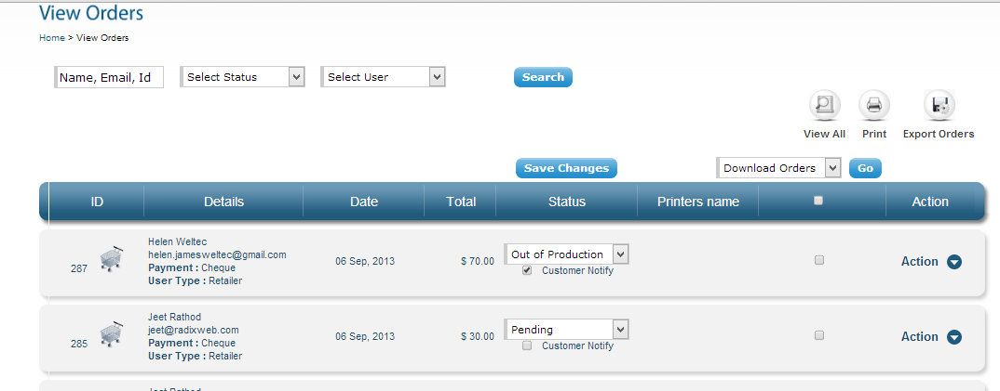 View Orders
Home > View Orders
Name, Email, Id Select Status Select User Search
View All Print Export Orders
Save Changes Download Orders Go
ID Details Date Total Status Printers name Action
Helen Weltec
helen.jamesweltec@gmail.com
Payment : Cheque
User Type : Retailer
287
06 Sep, 2013
$ 70.00
Out of Production
Customer Notify
Action
Jeet Rathod
jeet@radixweb.com
Payment : Cheque
User Type : Retailer
285
06 Sep, 2013
$ 30.00
Pending
Customer Notify
Action